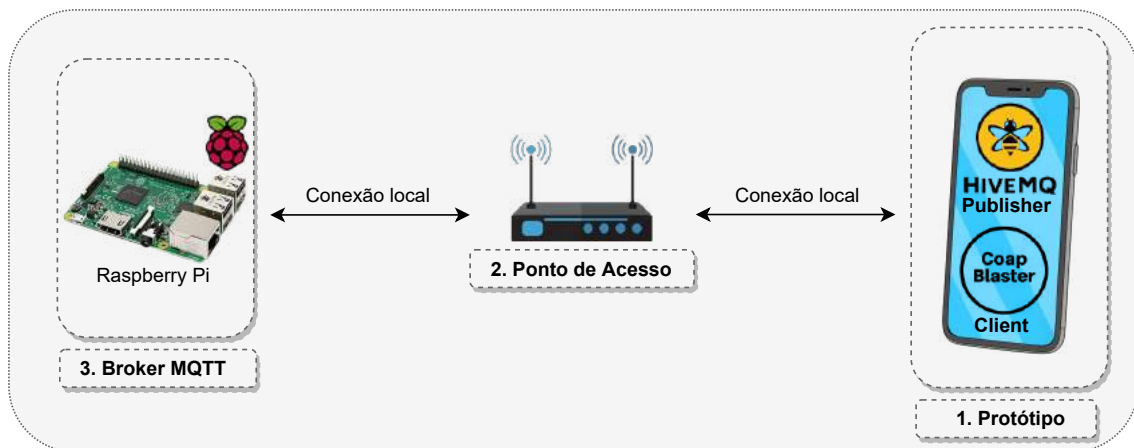 Raspberry Pi
3. Broker MQTT
Conexão local
2. Ponto de Acesso
Conexão local
HIVEMQ
Publisher
Coap
Blaster
Client
1. Protótipo